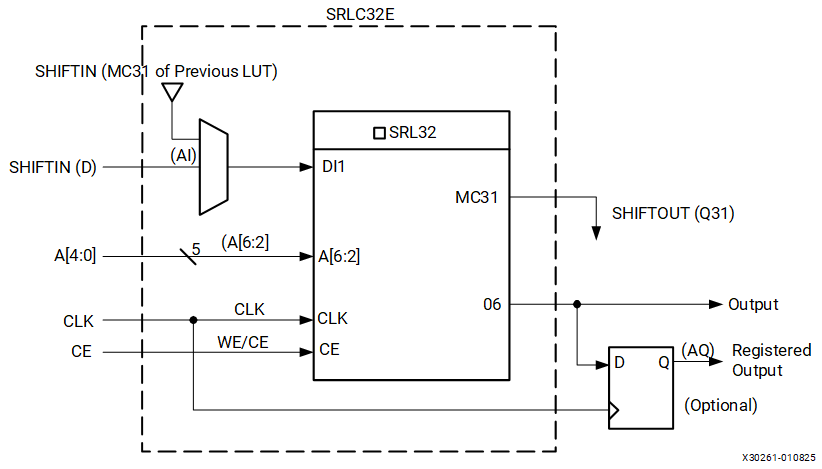 SRLC32E
SHIFTIN (MC31 of Previous LUT)
SRL32
SHIFTIN (D)
(AI)
DI1
MC31
SHIFTOUT (Q31)
A[4:0]
5
(A[6:2]
A[6:2]
CLK
CLK
CLK
06
Output
CE
WE/CE
CE
D
Q
(AQ)
Registered
Output
(Optional)
X30261-010825